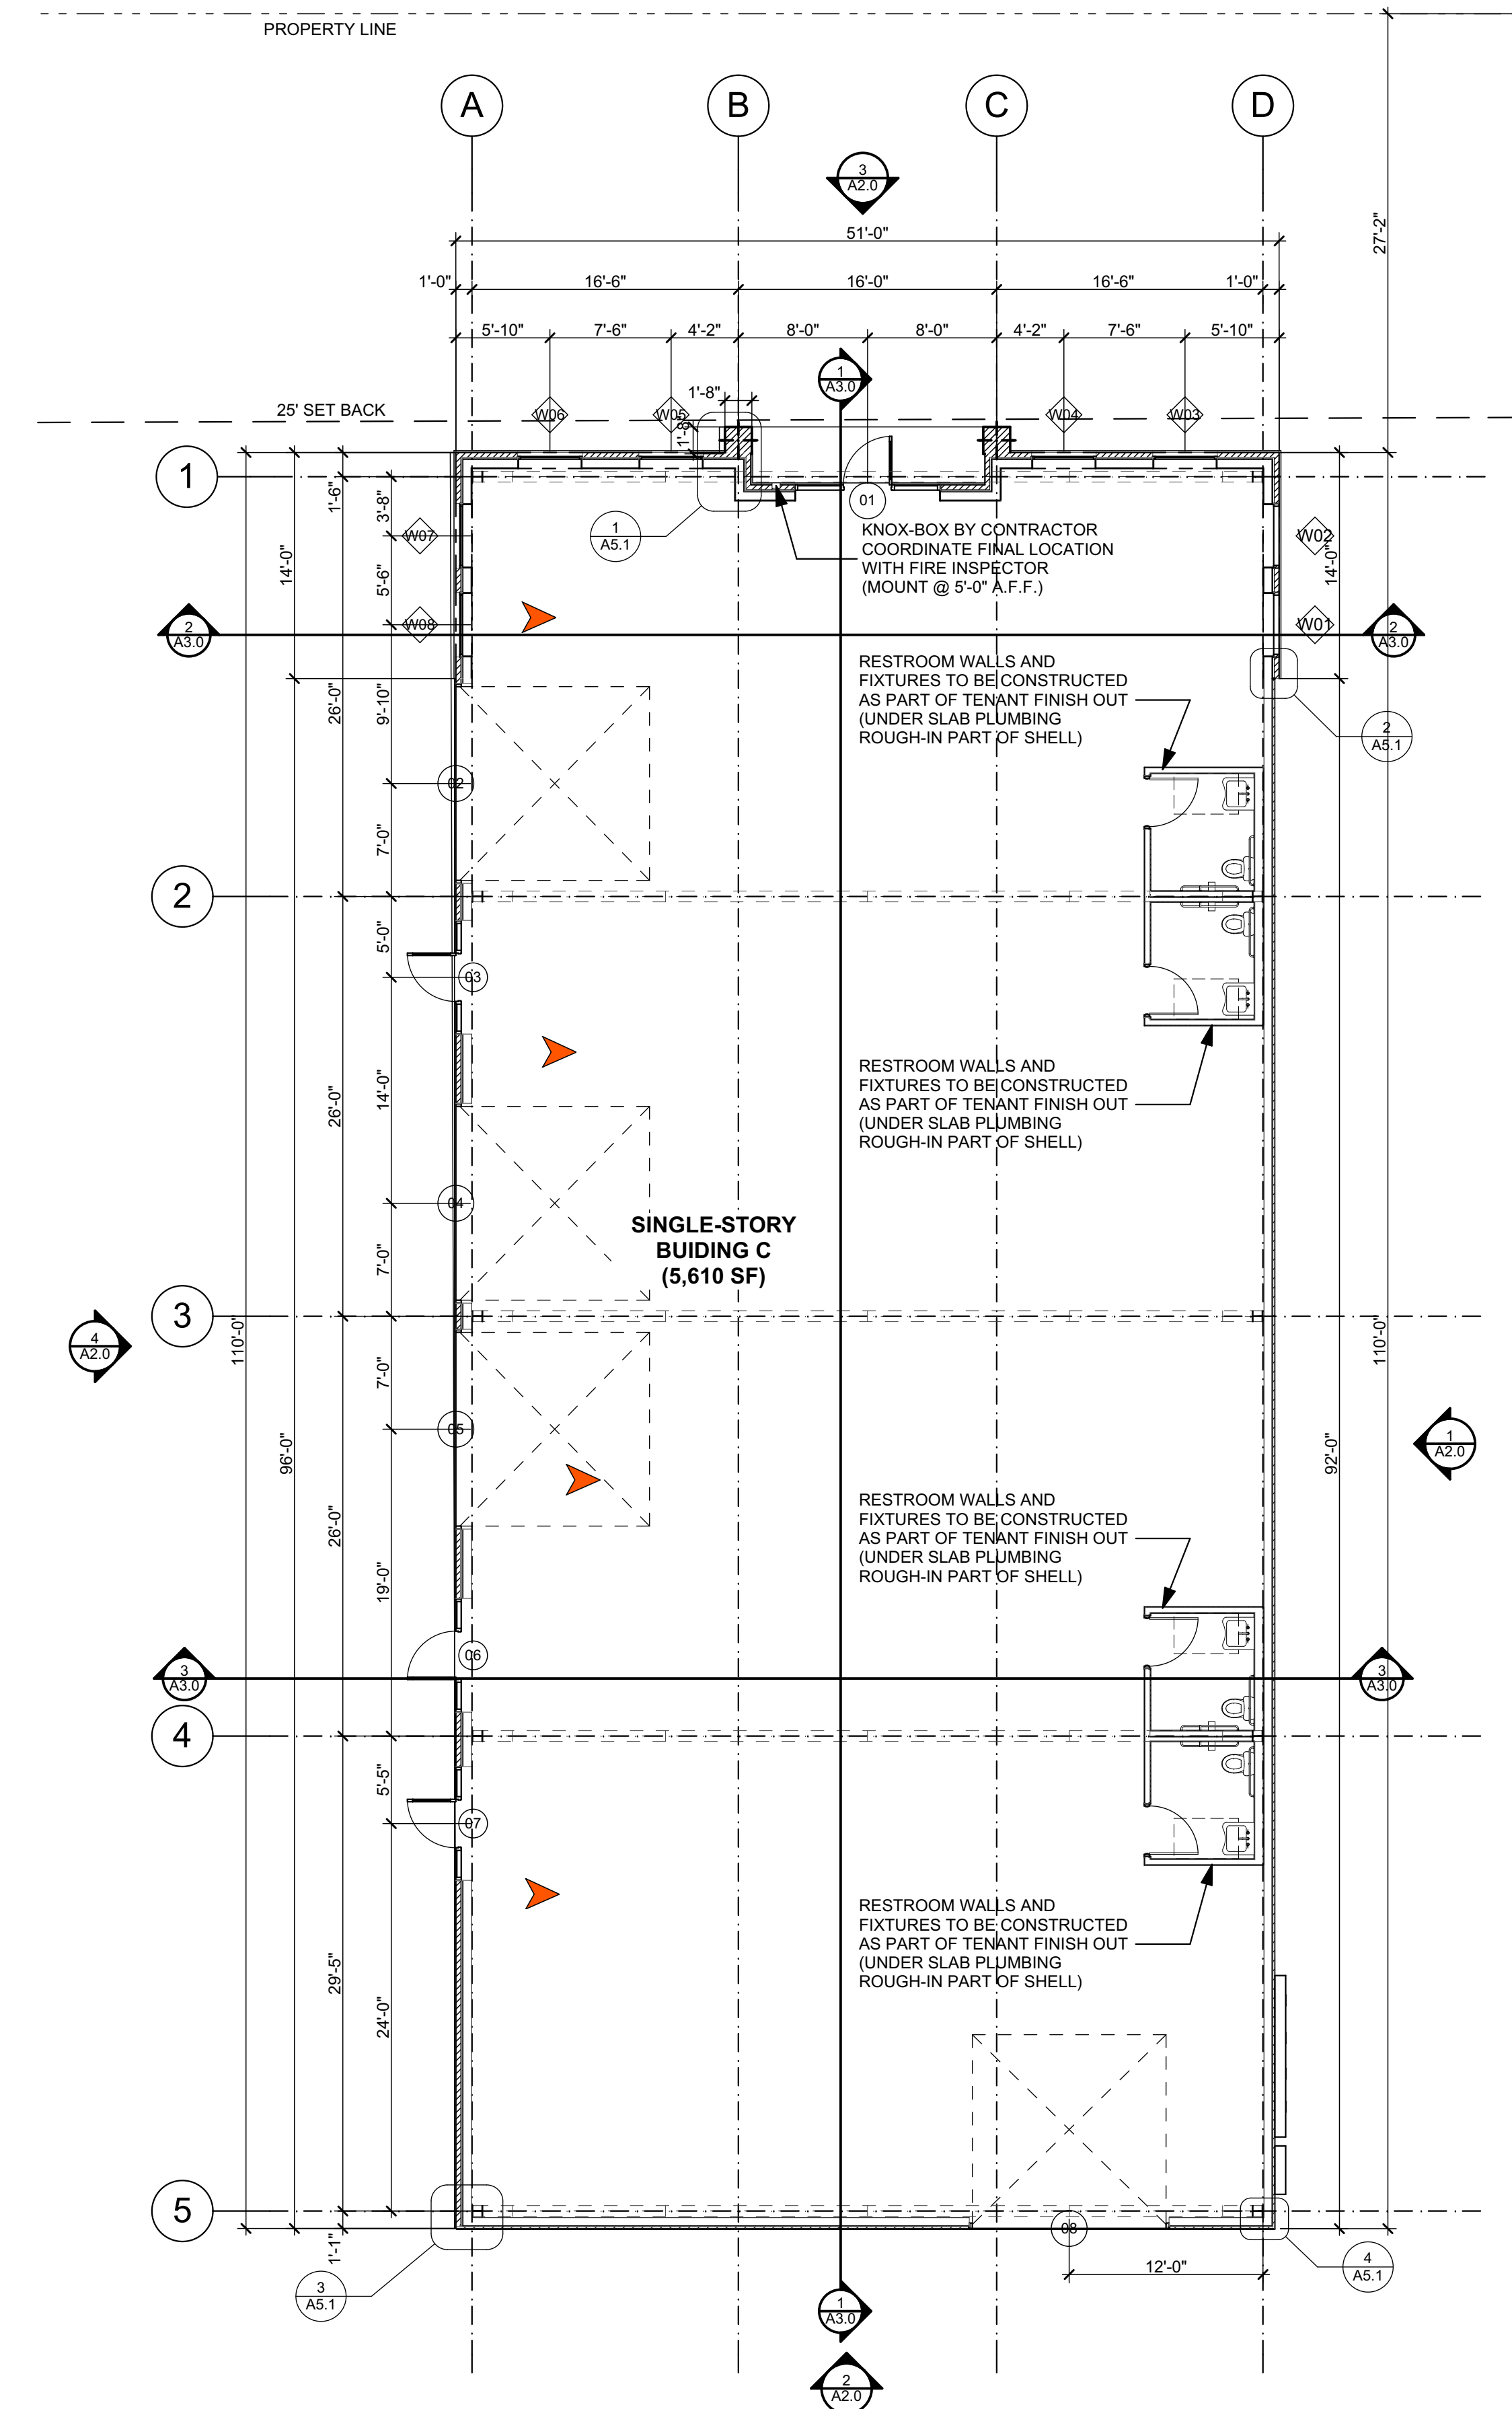 PROPERTY LINE
A
B
C
D
3
A2.0
51'-0"
27'-2"
1'-0"
16'-6"
16'-0"
16'-6"
1'-0"
5'-10"
7'-6"
4'-2"
8'-0"
8'-0"
4'-2"
7'-6"
5'-10"
1
A3.0
1'-8"
25' SET BACK
W06
W05
W04
W03
1'-8"
1
1'-6"
3'-8"
01
W07
1
A5.1
KNOX-BOX BY CONTRACTOR
COORDINATE FINAL LOCATION
WITH FIRE INSPECTOR
(MOUNT @ 5'-0" A.F.F.)
W02
14'-0"
5'-6"
14'-0"
W08
W01
2
A3.0
2
A3.0
RESTROOM WALLS AND
FIXTURES TO BE CONSTRUCTED
AS PART OF TENANT FINISH OUT
(UNDER SLAB PLUMBING
ROUGH-IN PART OF SHELL)
26'-0"
9'-10"
2
A5.1
02
7'-0"
2
5'-0"
03
RESTROOM WALLS AND
FIXTURES TO BE CONSTRUCTED
AS PART OF TENANT FINISH OUT
(UNDER SLAB PLUMBING
ROUGH-IN PART OF SHELL)
26'-0"
14'-0"
04
SINGLE-STORY
BUIDING C
(5,610 SF)
7'-0"
3
4
A2.0
110'-0"
110'-0"
7'-0"
05
1
A2.0
96'-0"
92'-0"
RESTROOM WALLS AND
FIXTURES TO BE CONSTRUCTED
AS PART OF TENANT FINISH OUT
(UNDER SLAB PLUMBING
ROUGH-IN PART OF SHELL)
26'-0"
19'-0"
06
3
A3.0
3
A3.0
4
5'-5"
07
RESTROOM WALLS AND
FIXTURES TO BE CONSTRUCTED
AS PART OF TENANT FINISH OUT
(UNDER SLAB PLUMBING
ROUGH-IN PART OF SHELL)
29'-5"
24'-0"
5
1'-1"
08
12'-0"
3
A5.1
4
A5.1
1
A3.0
2
A2.0